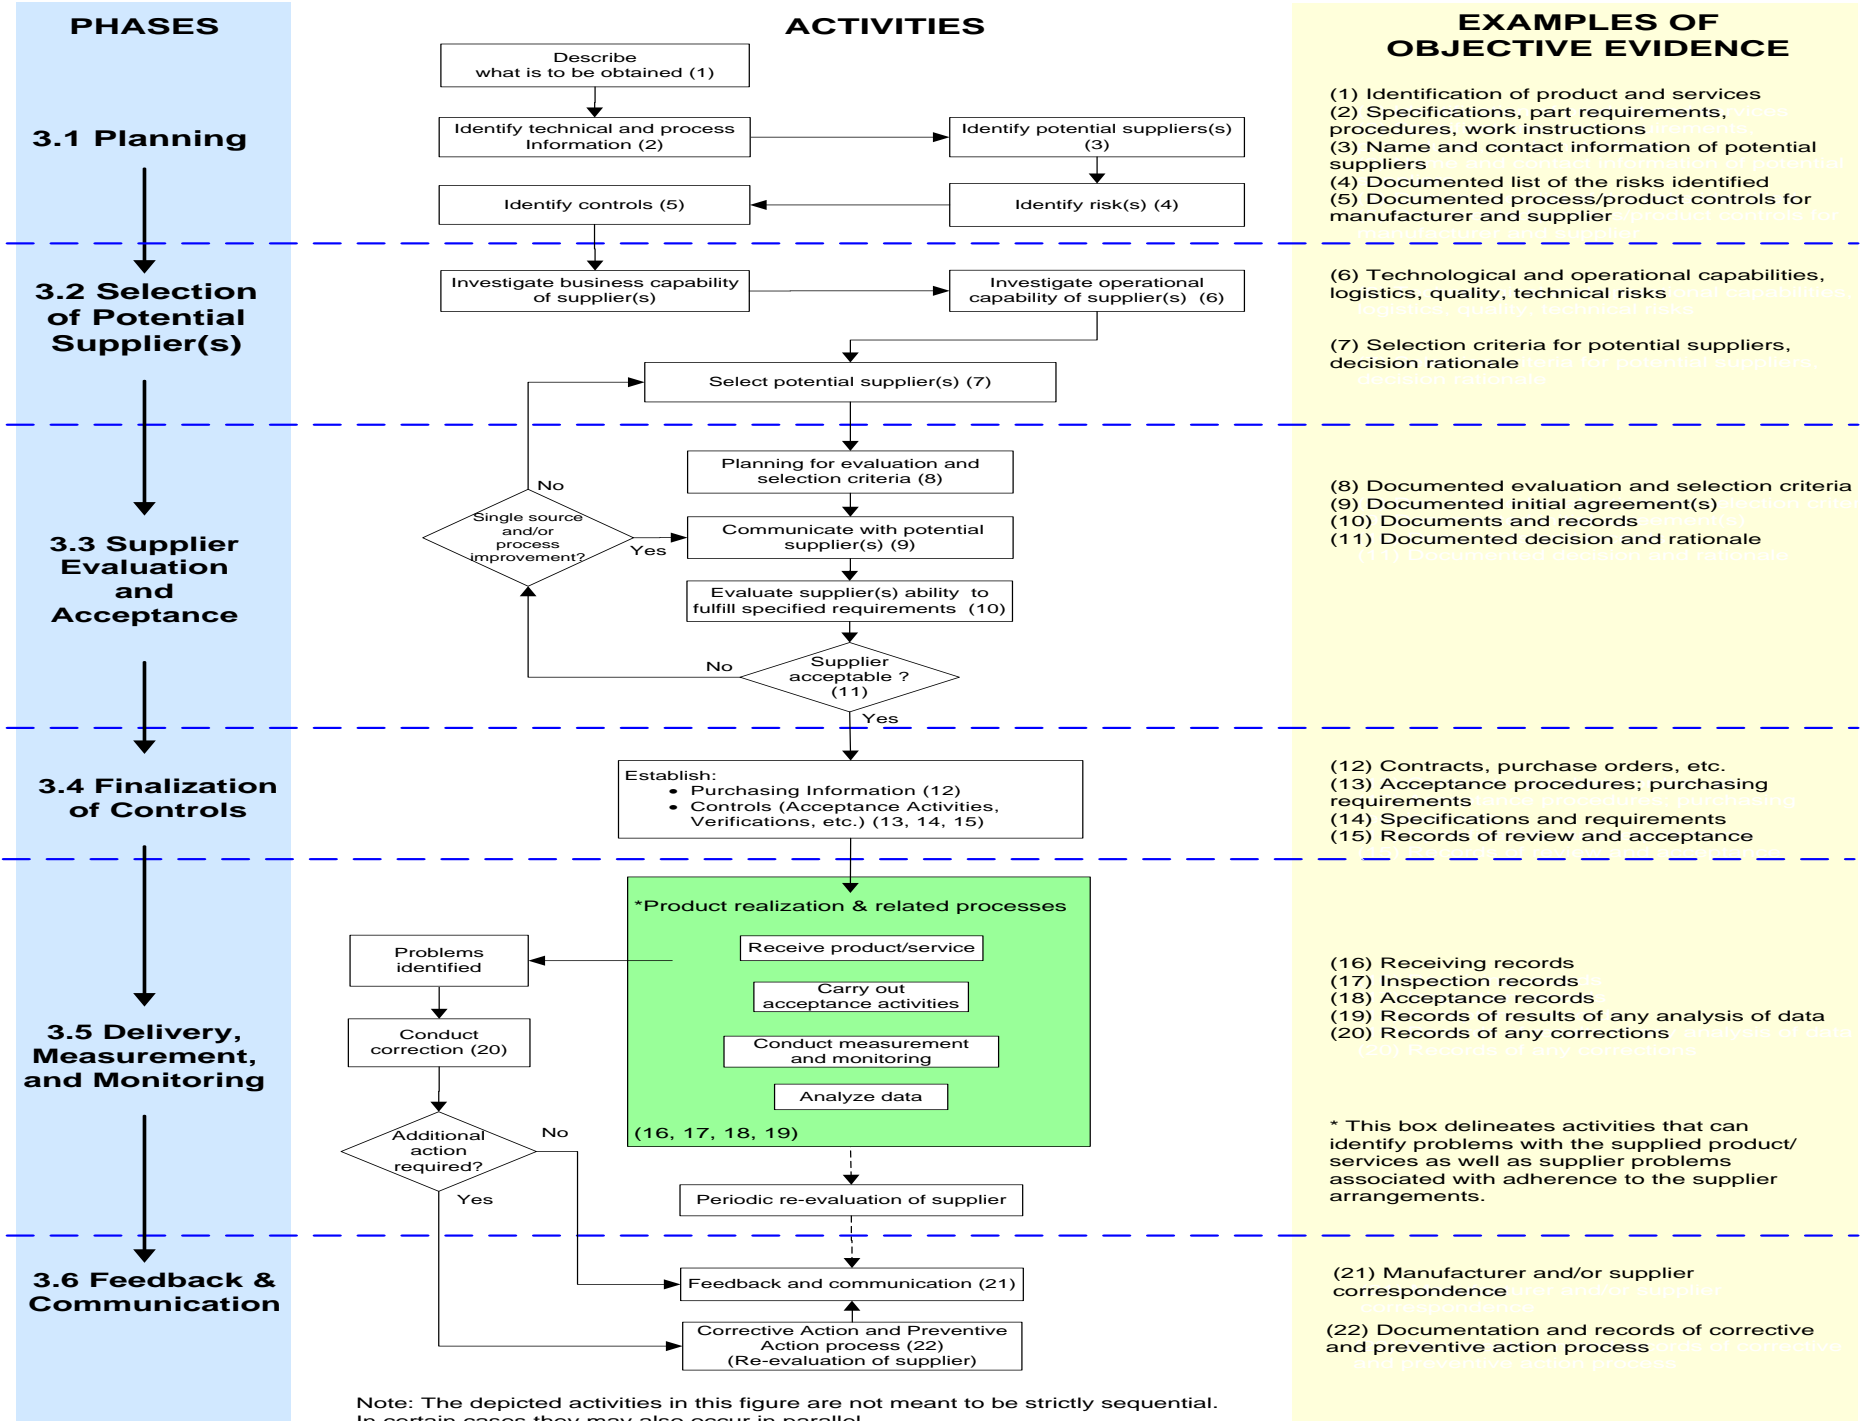 PHASES
ACTIVITIES
EXAMPLES OF
OBJECTIVE EVIDENCE
3.1 Planning
Describe
what is to be obtained (1)
Identify technical and process
Information (2)
Identify potential suppliers(s)
(3)
Identify controls (5)
Identify risk(s) (4)
(1) Identification of product and services
(2) Specifications, part requirements,
procedures, work instructions
(3) Name and contact information of potential
suppliers
(4) Documented list of the risks identified
(5) Documented process/product controls for
manufacturer and supplier
3.2 Selection
of Potential
Supplier(s)
Investigate business capability
of supplier(s)
Investigate operational
capability of supplier(s) (6)
Select potential supplier(s) (7)
(6) Technological and operational capabilities,
logistics, quality, technical risks
(7) Selection criteria for potential suppliers,
decision rationale
3.3 Supplier
Evaluation
and
Acceptance
Planning for evaluation and
selection criteria (8)
No
Single source
and/or
process
improvement?
Yes
Communicate with potential
supplier(s) (9)
Evaluate supplier(s) ability to
fulfill specified requirements (10)
No
Supplier
acceptable ?
(11)
Yes
(8) Documented evaluation and selection criteria
(9) Documented initial agreement(s)
(10) Documents and records
(11) Documented decision and rationale
3.4 Finalization
of Controls
Establish:
• Purchasing Information (12)
• Controls (Acceptance Activities,
Verifications, etc.) (13, 14, 15)
(12) Contracts, purchase orders, etc.
(13) Acceptance procedures; purchasing
requirements
(14) Specifications and requirements
(15) Records of review and acceptance
3.5 Delivery,
Measurement,
and Monitoring
*Product realization & related processes
Receive product/service
Carry out
acceptance activities
Conduct measurement
and monitoring
Analyze data
(16, 17, 18, 19)
Problems
identified
Conduct
correction (20)
Additional
action
required?
No
Yes
Periodic re-evaluation of supplier
(16) Receiving records
(17) Inspection records
(18) Acceptance records
(19) Records of results of any analysis of data
(20) Records of any corrections
* This box delineates activities that can
identify problems with the supplied product/
services as well as supplier problems
associated with adherence to the supplier
arrangements.
3.6 Feedback &
Communication
Feedback and communication (21)
Corrective Action and Preventive
Action process (22)
(Re-evaluation of supplier)
(21) Manufacturer and/or supplier
correspondence
(22) Documentation and records of corrective
and preventive action process
Note: The depicted activities in this figure are not meant to be strictly sequential.
In certain cases they may also occur in parallel